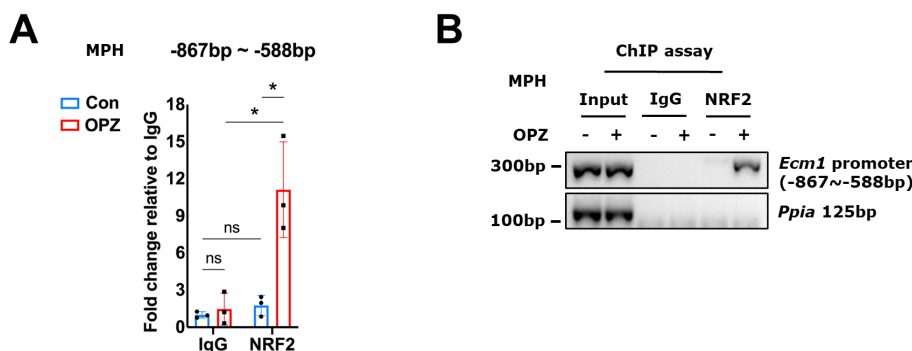 A
MPH -867bp ~ -588bp
Con
OPZ
Fold change relative to IgG
18
15
12
9
6
3
0
*
*
ns
ns
IgG NRF2
B
ChIP assay
MPH
Input IgG NRF2
OPZ - + - + - +
300bp
Ecm1 promoter
(-867~-588bp)
100bp
Ppia 125bp